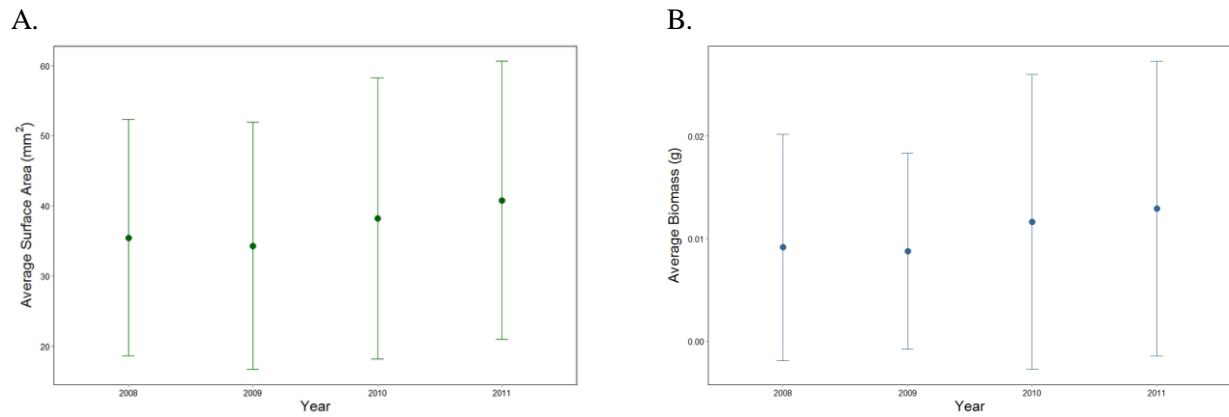 A.
B.
Average Surface Area (mm²)
60
50
40
30
20
2008 2009 2010 2011
Year
Average Biomass (g)
0.02
0.01
0.00
2008 2009 2010 2011
Year